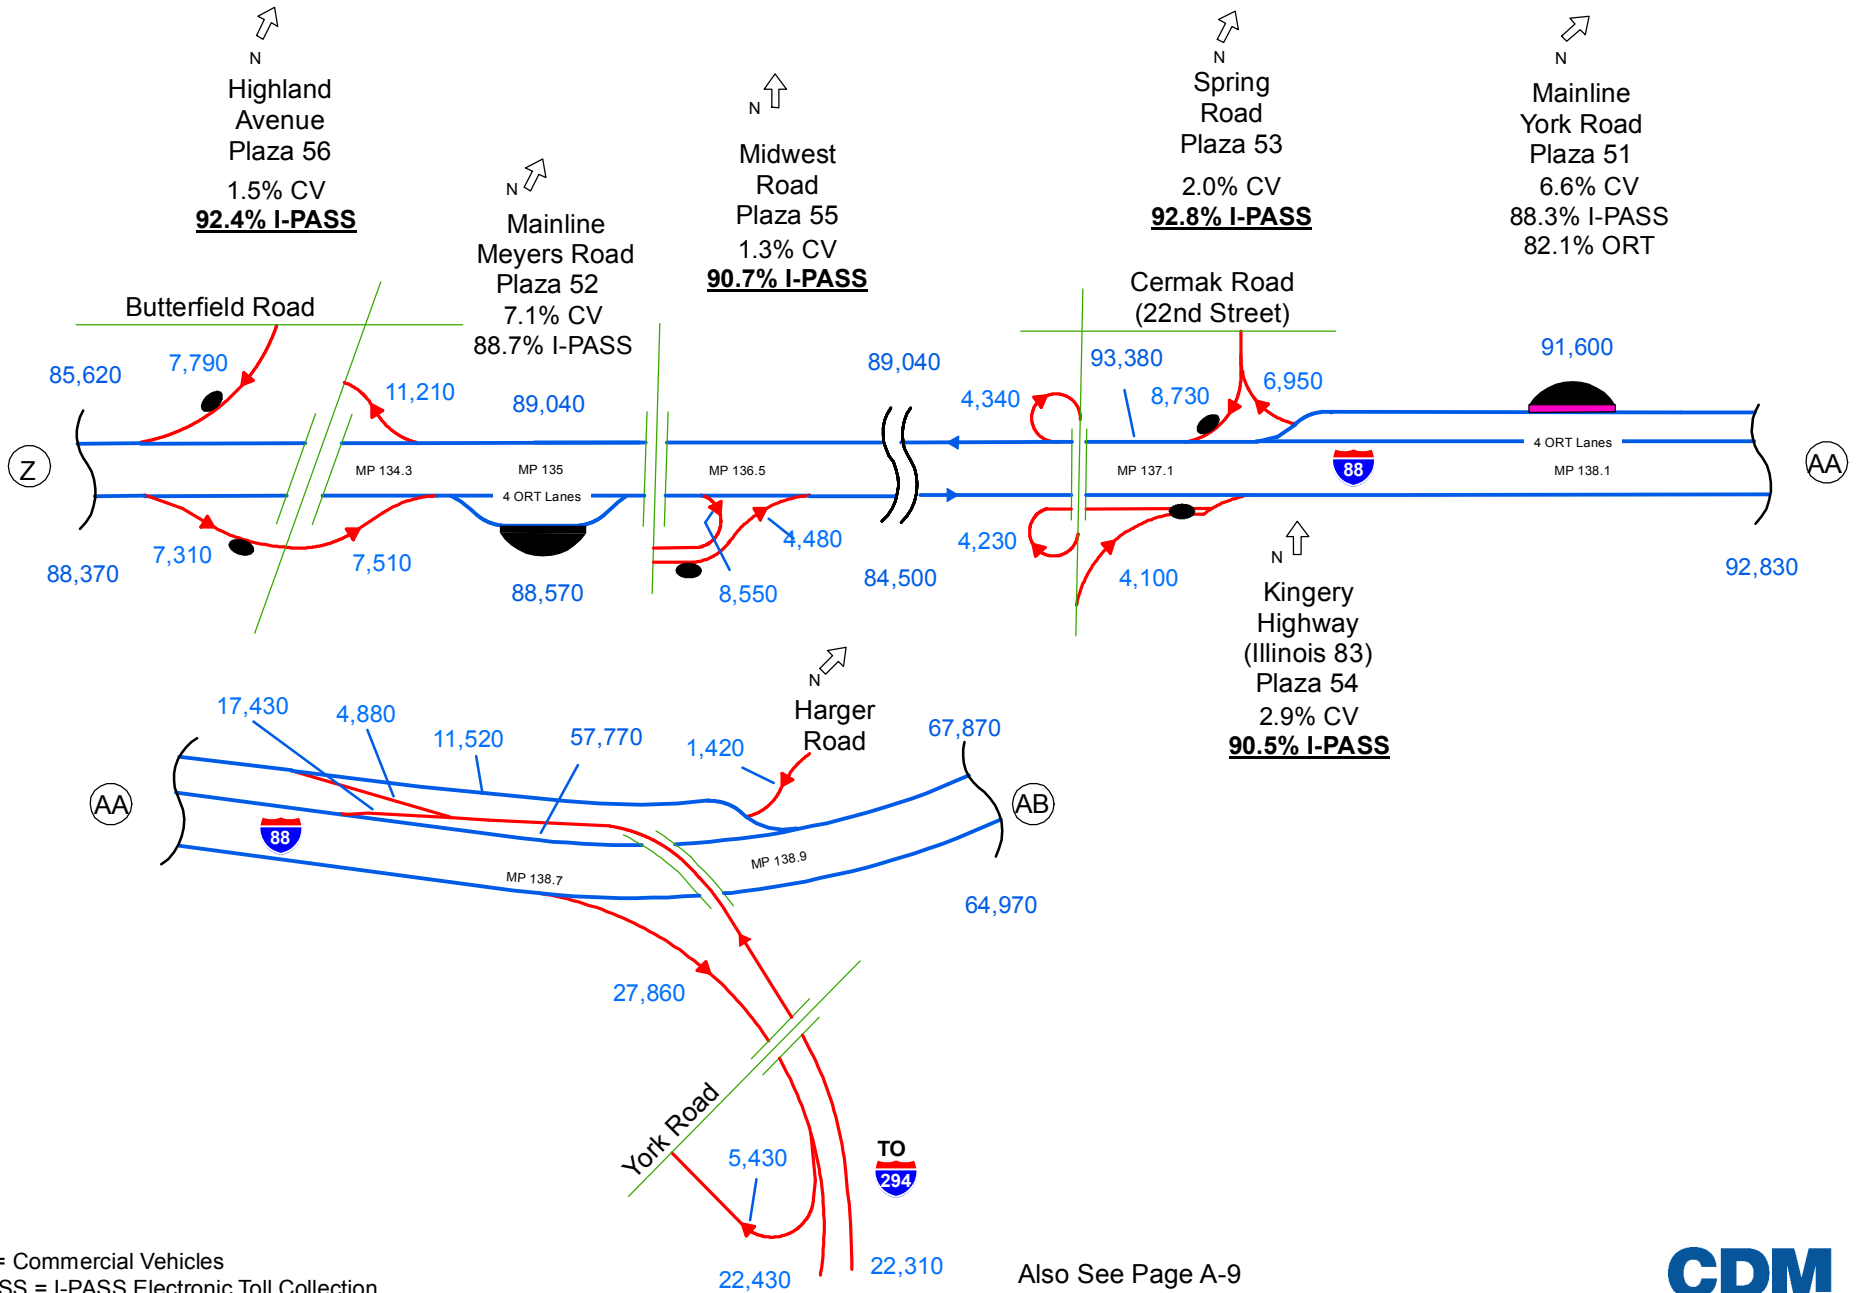 N
Highland
Avenue
Plaza 56
1.5% CV
92.4% I-PASS
N
Mainline
Meyers Road
Plaza 52
7.1% CV
88.7% I-PASS
N
Midwest
Road
Plaza 55
1.3% CV
90.7% I-PASS
N
Spring
Road
Plaza 53
2.0% CV
92.8% I-PASS
N
Mainline
York Road
Plaza 51
6.6% CV
88.3% I-PASS
82.1% ORT
Butterfield Road
Cermak Road
(22nd Street)
85,620
7,790
11,210
89,040
89,040
4,340
93,380
8,730
6,950
91,600
Z
MP 134.3
MP 135
4 ORT Lanes
MP 136.5
MP 137.1
88
4 ORT Lanes
MP 138.1
AA
88,370
7,310
7,510
88,570
8,550
4,480
84,500
4,230
4,100
92,830
N
Kingery
Highway
(Illinois 83)
Plaza 54
2.9% CV
90.5% I-PASS
N
Harger
Road
17,430
4,880
11,520
57,770
1,420
67,870
AA
88
MP 138.7
MP 138.9
AB
64,970
27,860
York Road
5,430
TO
294
22,430
22,310
= Commercial Vehicles
SS = I-PASS Electronic Toll Collection
Also See Page A-9
CDM